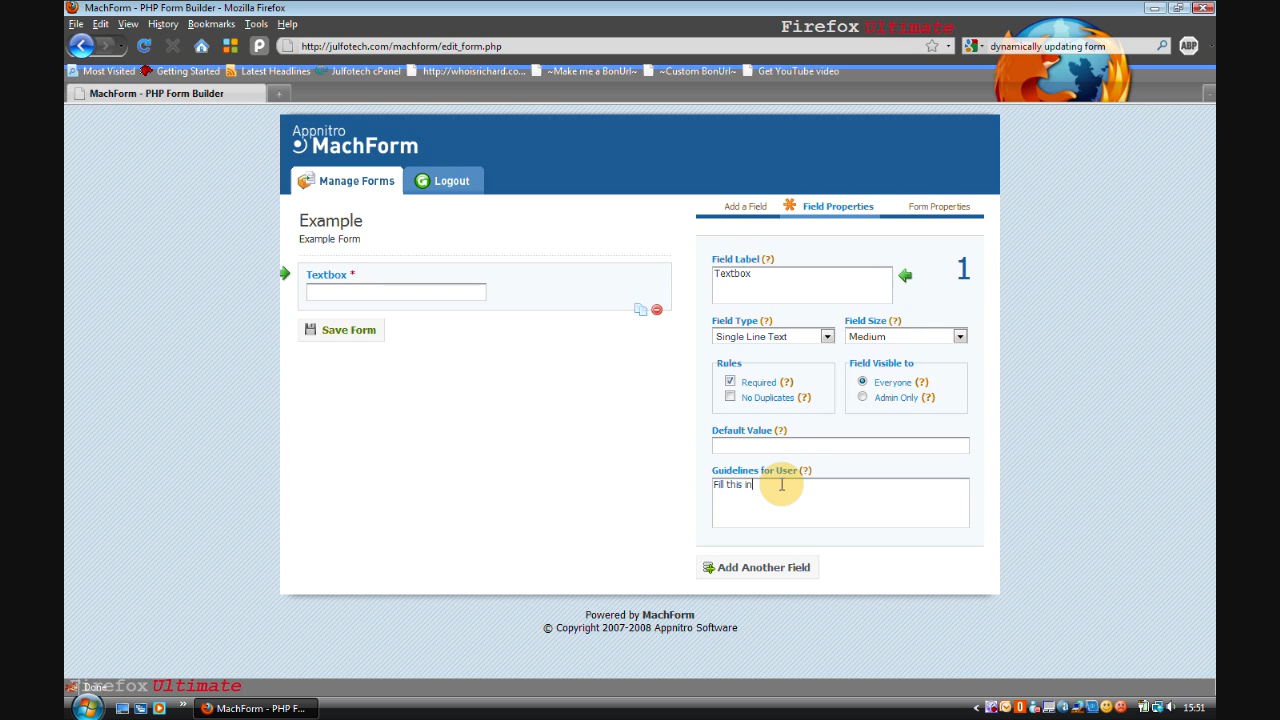 MachForm - PHP Form Builder - Mozilla Firefox
File Edit View History Bookmarks Tools Help
Firefox Ultimate
http://julfotech.com/machform/edit_form.php
dynamically updating form
ABP
Most Visited Getting Started Latest Headlines Julfotech cPanel http://whoisrichard.co... ~Make me a BonUrl~ ~Custom BonUrl~ Get YouTube video
MachForm - PHP Form Builder
Appnitro
MachForm
Manage Forms
Logout
Add a Field
Field Properties
Form Properties
Example
Example Form
Textbox *
Save Form
Field Label (?)
1
Textbox
Field Type (?)
Field Size (?)
Single Line Text
Medium
Rules
Field Visible to
Required (?)
Everyone (?)
No Duplicates (?)
Admin Only (?)
Default Value (?)
Guidelines for User (?)
Fill this in
Add Another Field
Powered by MachForm
© Copyright 2007-2008 Appnitro Software
Done
Firefox Ultimate
MachForm - PHP F...
15:51